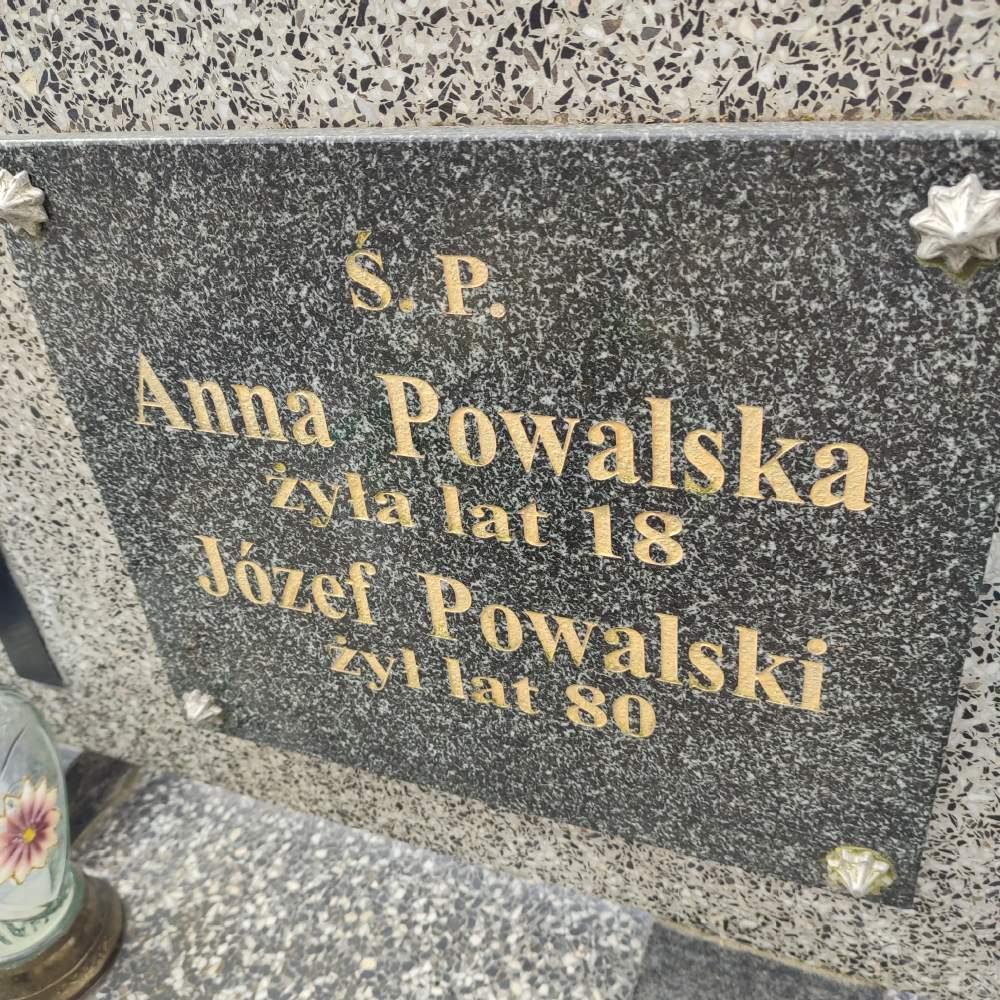 Ś. P.
Anna Powalska
żyła lat 18
Józef Powalski
żył lat 80